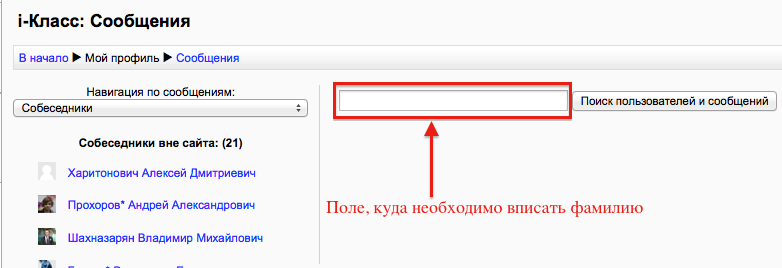 i-Класс: Сообщения
В начало ▶ Мой профиль ▶ Сообщения
Навигация по сообщениям:
Собеседники
Поиск пользователей и сообщений
Собеседники вне сайта: (21)
Харитонович Алексей Дмитриевич
Прохоров* Андрей Александрович
Поле, куда необходимо вписать фамилию
Шахназарян Владимир Михайлович